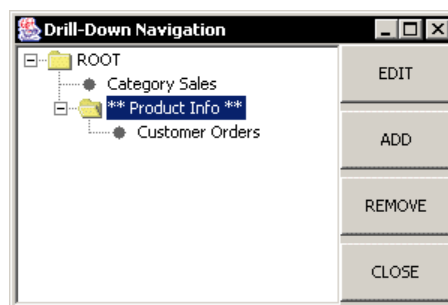 Drill-Down Navigation
ROOT
Category Sales
** Product Info **
Customer Orders
EDIT
ADD
REMOVE
CLOSE